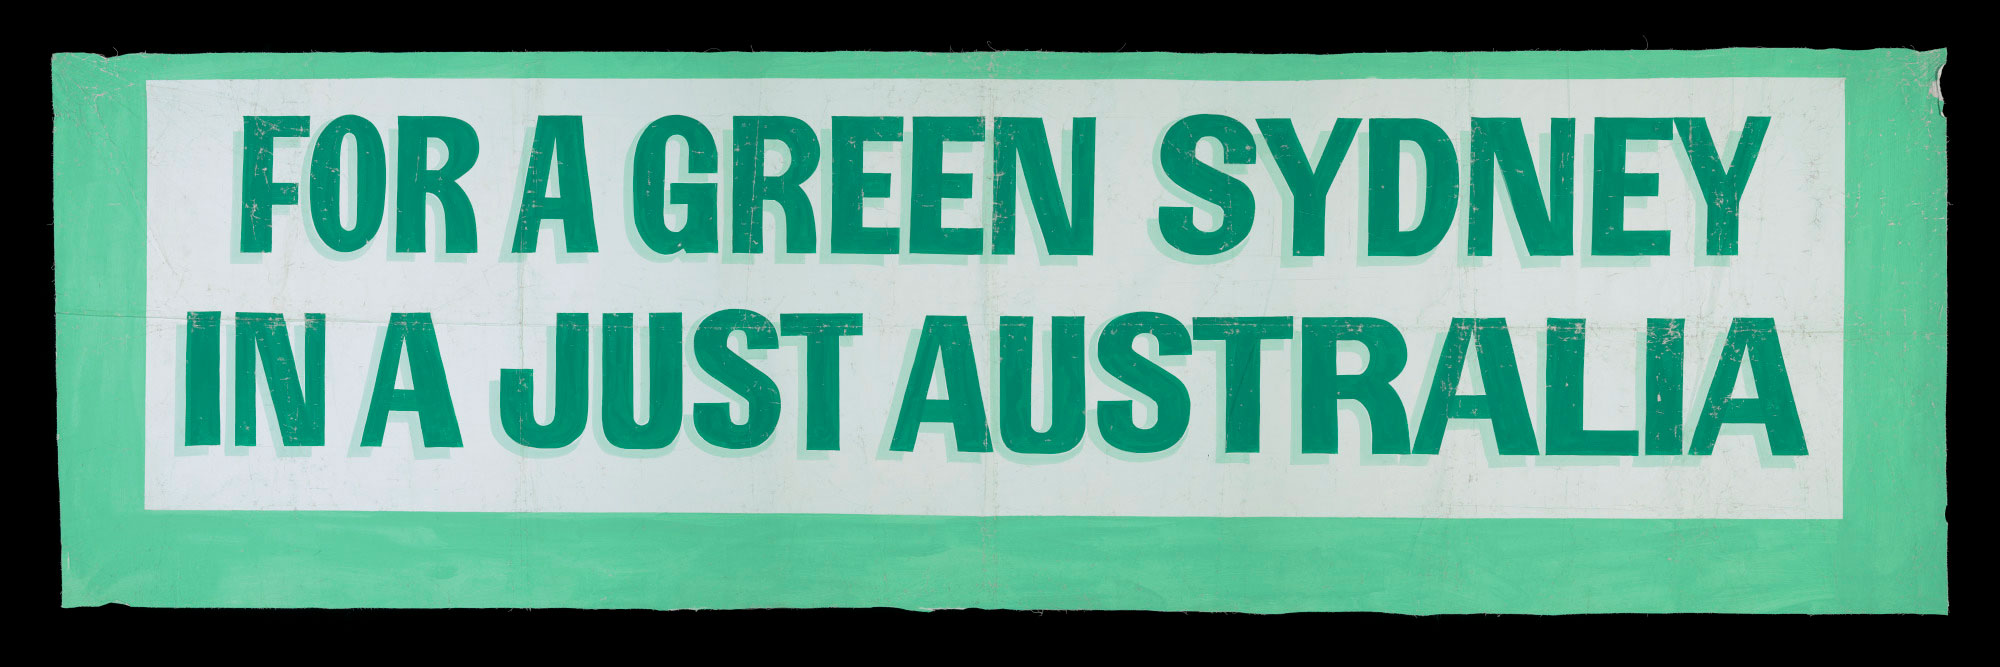 FOR A GREEN SYDNEY
IN A JUST AUSTRALIA